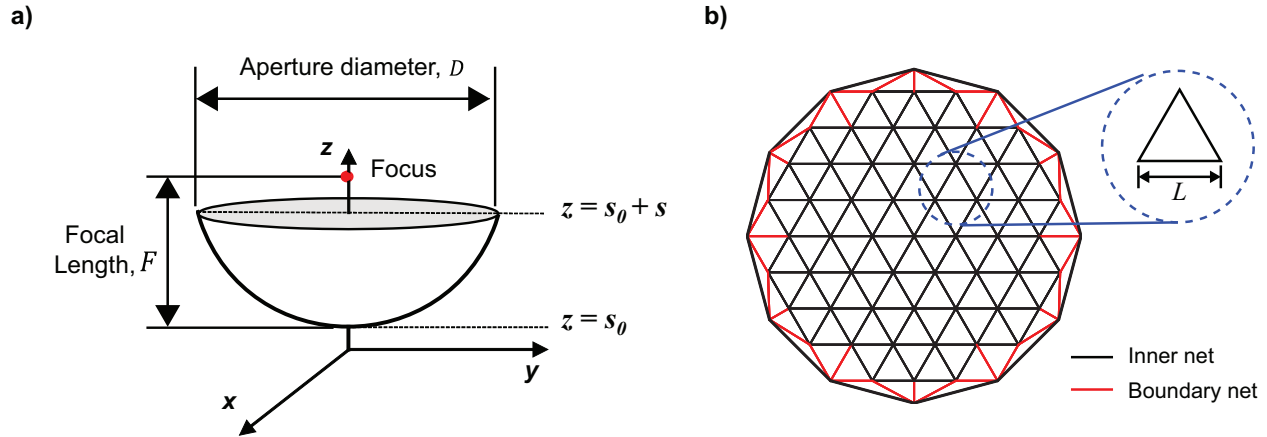 a)
Aperture diameter, D
z
Focus
z = s₀ + s
Focal
Length, F
z = s₀
y
x
b)
L
Inner net
Boundary net